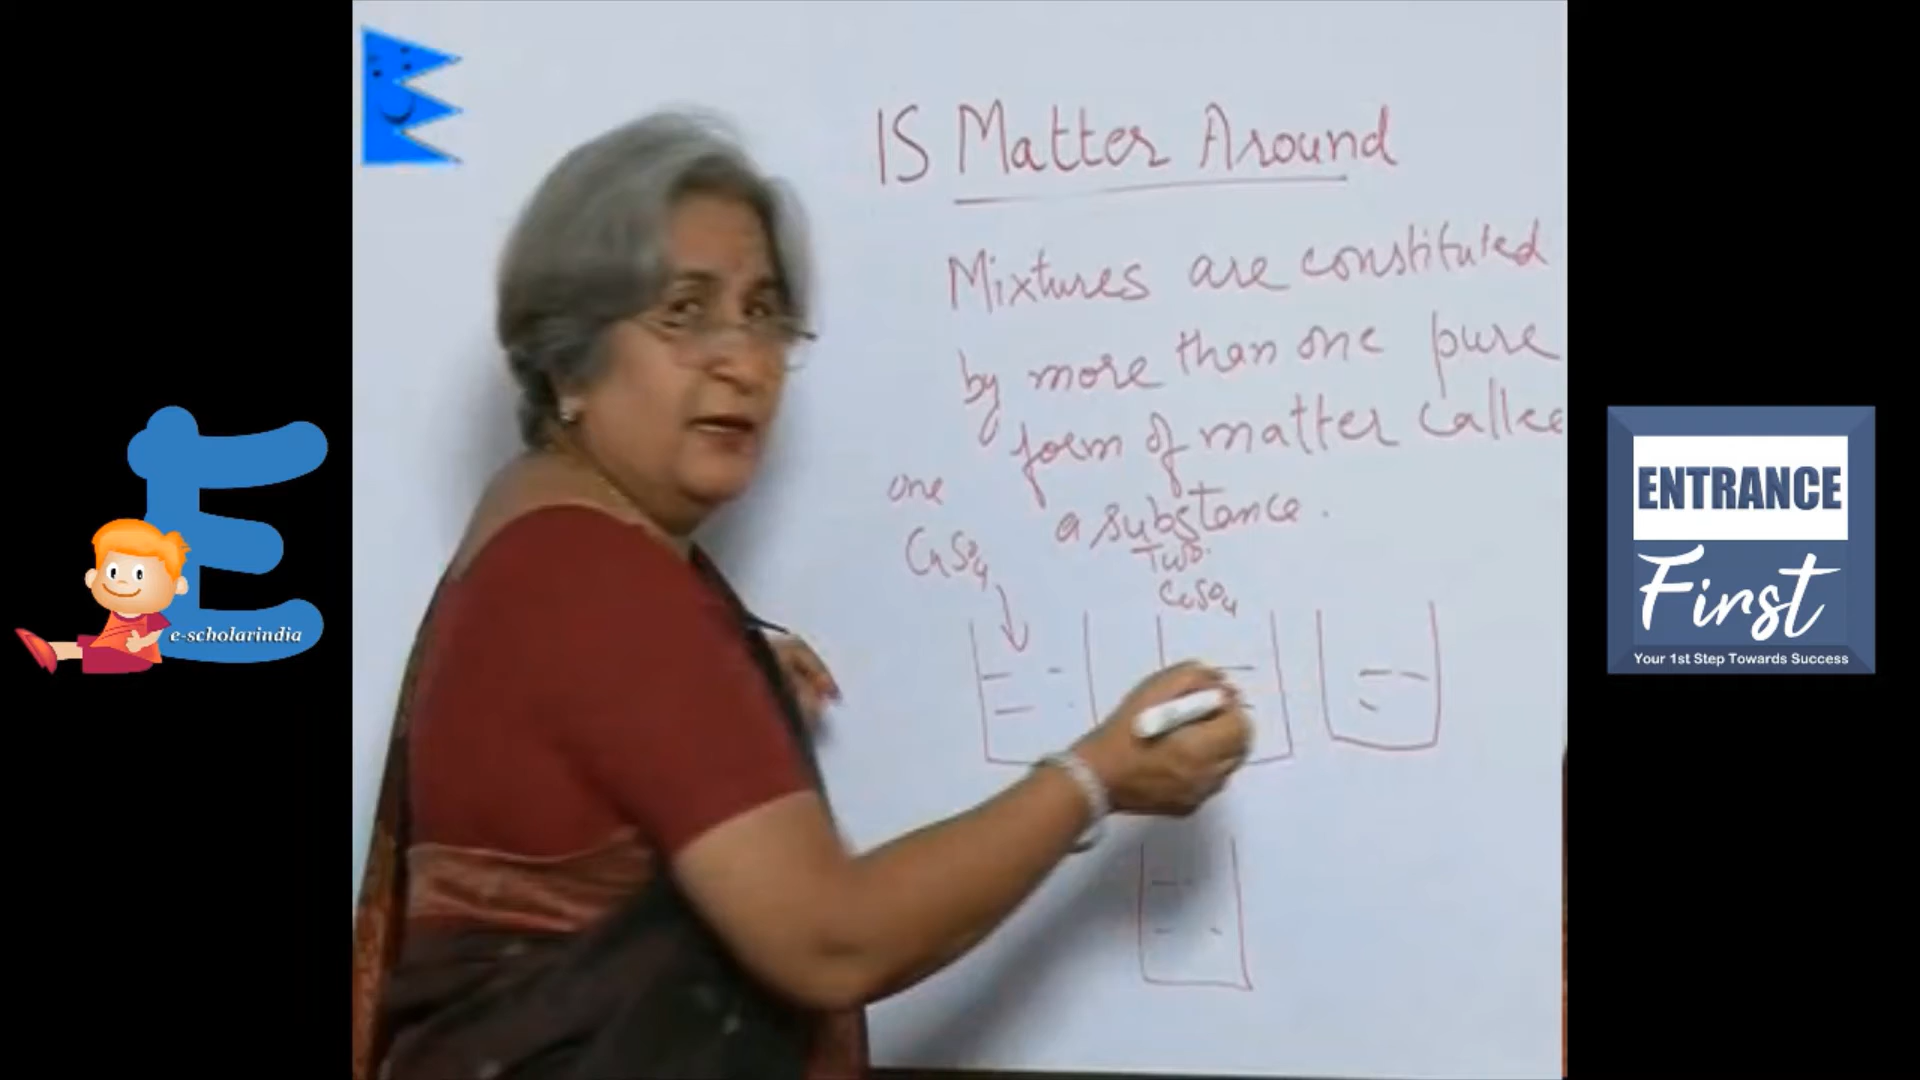 IS Matter Around
Mixtures are constituted
by more than one pure
form of matter calle
a substance.
one
CuSO4
Two
CuSO4
e-scholarindia
ENTRANCE
First
Your 1st Step Towards Success